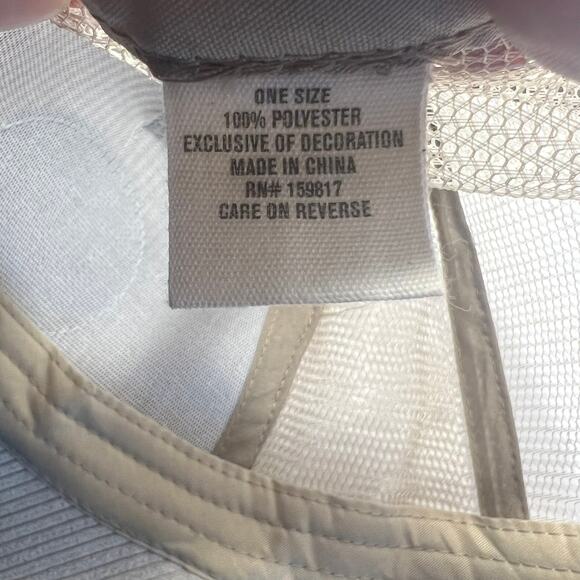 ONE SIZE
100% POLYESTER
EXCLUSIVE OF DECORATION
MADE IN CHINA
RN# 159817
CARE ON REVERSE